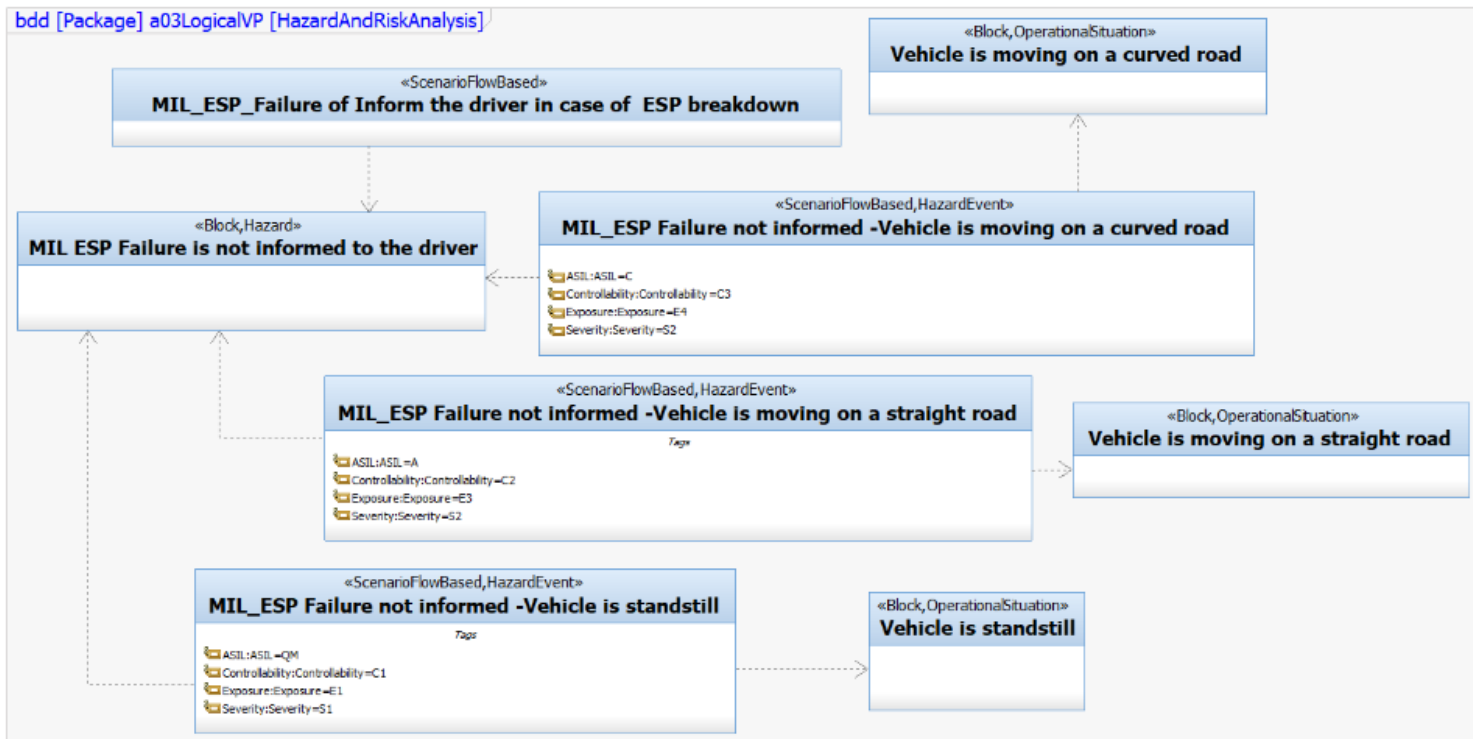 bdd [Package] a03LogicalVP [HazardAndRiskAnalysis]
«Block,OperationalSituation»
Vehicle is moving on a curved road
«ScenarioFlowBased»
MIL_ESP_Failure of Inform the driver in case of  ESP breakdown
«Block,Hazard»
MIL ESP Failure is not informed to the driver
«ScenarioFlowBased,HazardEvent»
MIL_ESP Failure not informed -Vehicle is moving on a curved road
ASIL:ASIL=C
Controllability:Controllability=C3
Exposure:Exposure=E4
Severity:Severity=S2
«ScenarioFlowBased,HazardEvent»
MIL_ESP Failure not informed -Vehicle is moving on a straight road
Tags
ASIL:ASIL=A
Controllability:Controllability=C2
Exposure:Exposure=E3
Severity:Severity=S2
«Block,OperationalSituation»
Vehicle is moving on a straight road
«ScenarioFlowBased,HazardEvent»
MIL_ESP Failure not informed -Vehicle is standstill
Tags
ASIL:ASIL=QM
Controllability:Controllability=C1
Exposure:Exposure=E1
Severity:Severity=S1
«Block,OperationalSituation»
Vehicle is standstill